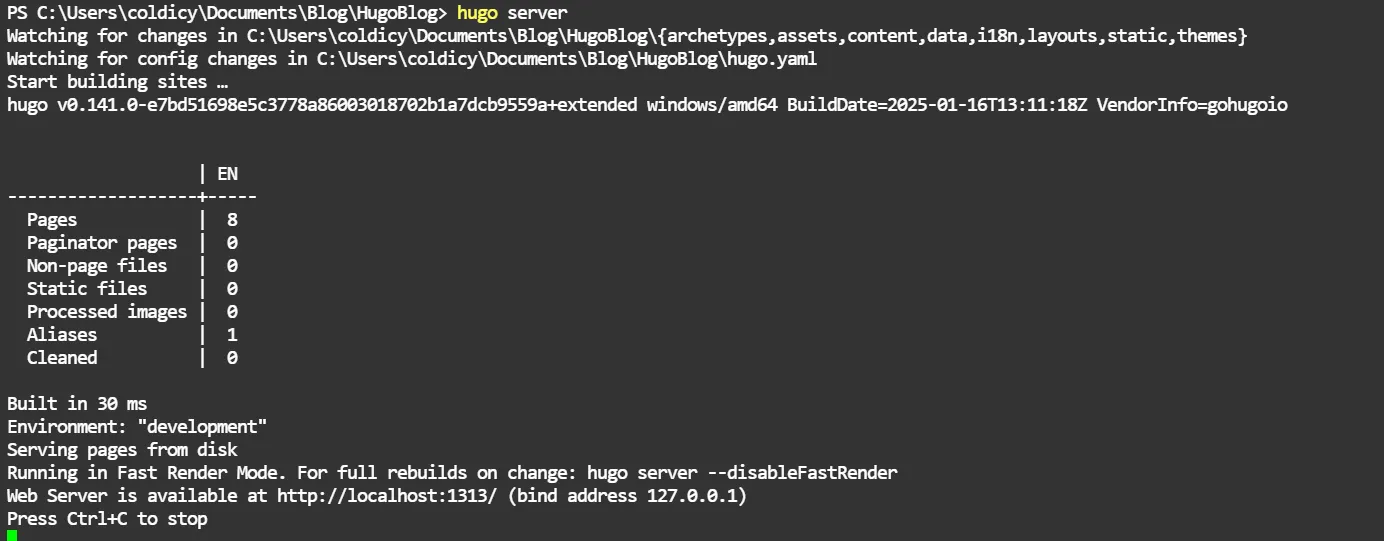 PS C:\Users\coldicy\Documents\Blog\HugoBlog> hugo server
Watching for changes in C:\Users\coldicy\Documents\Blog\HugoBlog\{archetypes,assets,content,data,i18n,layouts,static,themes}
Watching for config changes in C:\Users\coldicy\Documents\Blog\HugoBlog\hugo.yaml
Start building sites …
hugo v0.141.0-e7bd51698e5c3778a86003018702b1a7dcb9559a+extended windows/amd64 BuildDate=2025-01-16T13:11:18Z VendorInfo=gohugoio
                   | EN
-------------------+-----
  Pages            |  8
  Paginator pages  |  0
  Non-page files   |  0
  Static files     |  0
  Processed images |  0
  Aliases          |  1
  Cleaned          |  0
Built in 30 ms
Environment: "development"
Serving pages from disk
Running in Fast Render Mode. For full rebuilds on change: hugo server --disableFastRender
Web Server is available at http://localhost:1313/ (bind address 127.0.0.1)
Press Ctrl+C to stop